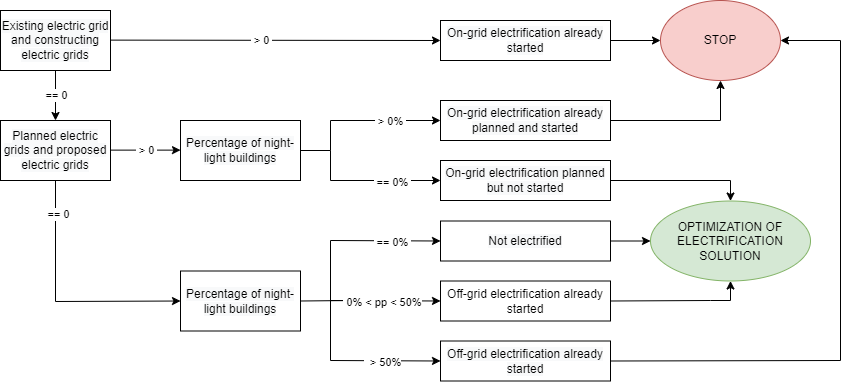 Existing electric grid
and constructing
electric grids
> 0
On-grid electrification already
started
STOP
== 0
Planned electric
grids and proposed
electric grids
> 0
Percentage of night-
light buildings
> 0%
On-grid electrification already
planned and started
== 0%
On-grid electrification planned
but not started
== 0
OPTIMIZATION OF
ELECTRIFICATION
SOLUTION
== 0%
Not electrified
Percentage of night-
light buildings
0% < pp < 50%
Off-grid electrification already
started
> 50%
Off-grid electrification already
started